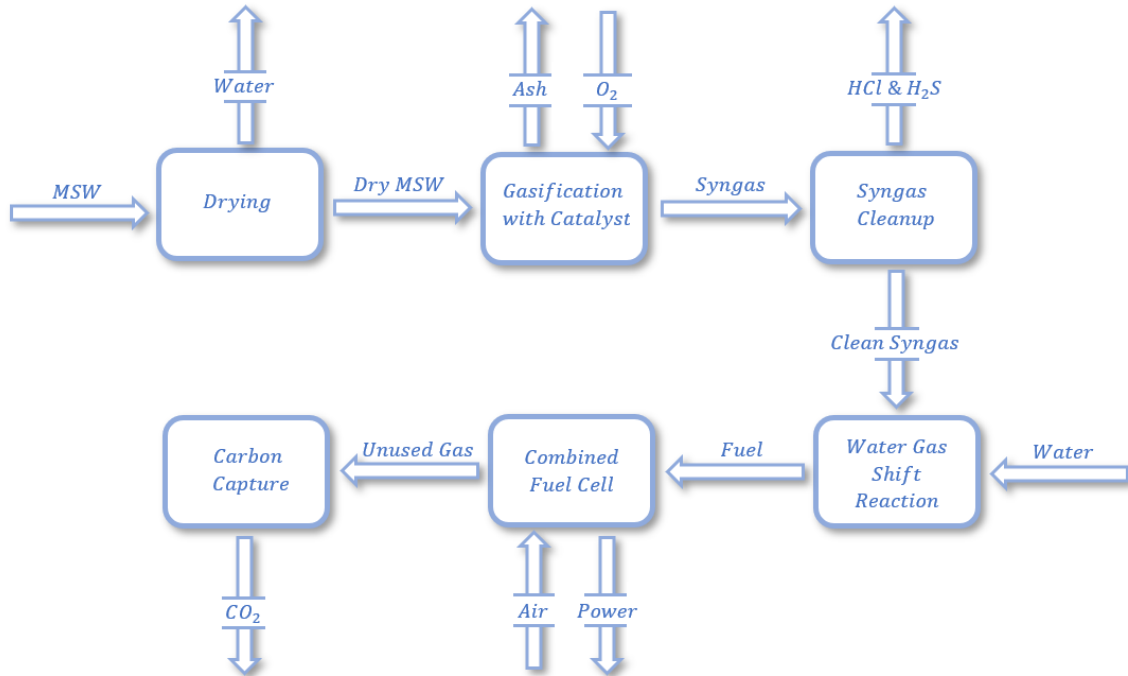 Water
Ash
O₂
HCl & H₂S
MSW
Drying
Dry MSW
Gasification
with Catalyst
Syngas
Syngas
Cleanup
Clean Syngas
Carbon
Capture
Unused Gas
Combined
Fuel Cell
Fuel
Water Gas
Shift
Reaction
Water
CO₂
Air
Power